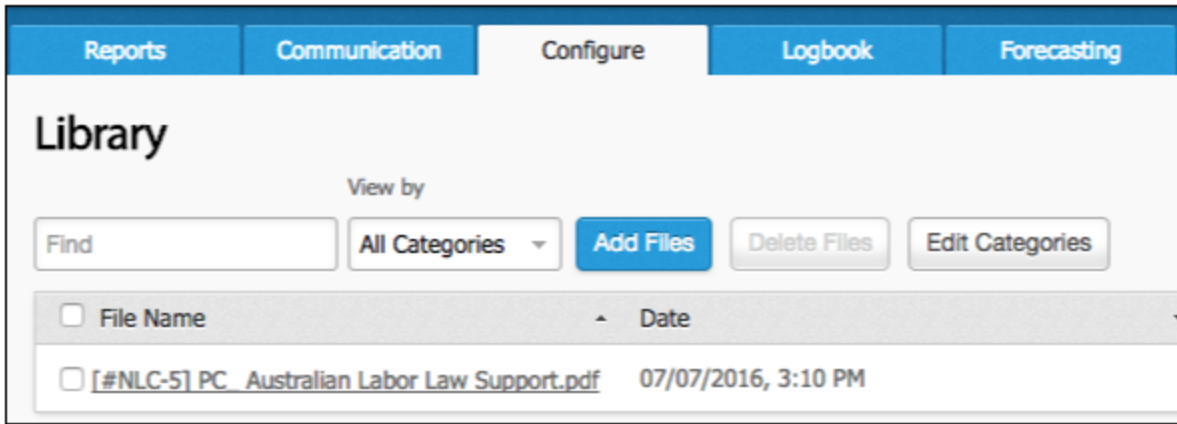 Reports Communication Configure Logbook Forecasting
Library
View by
Find All Categories Add Files Delete Files Edit Categories
File Name Date
[#NLC-5] PC_ Australian Labor Law Support.pdf 07/07/2016, 3:10 PM